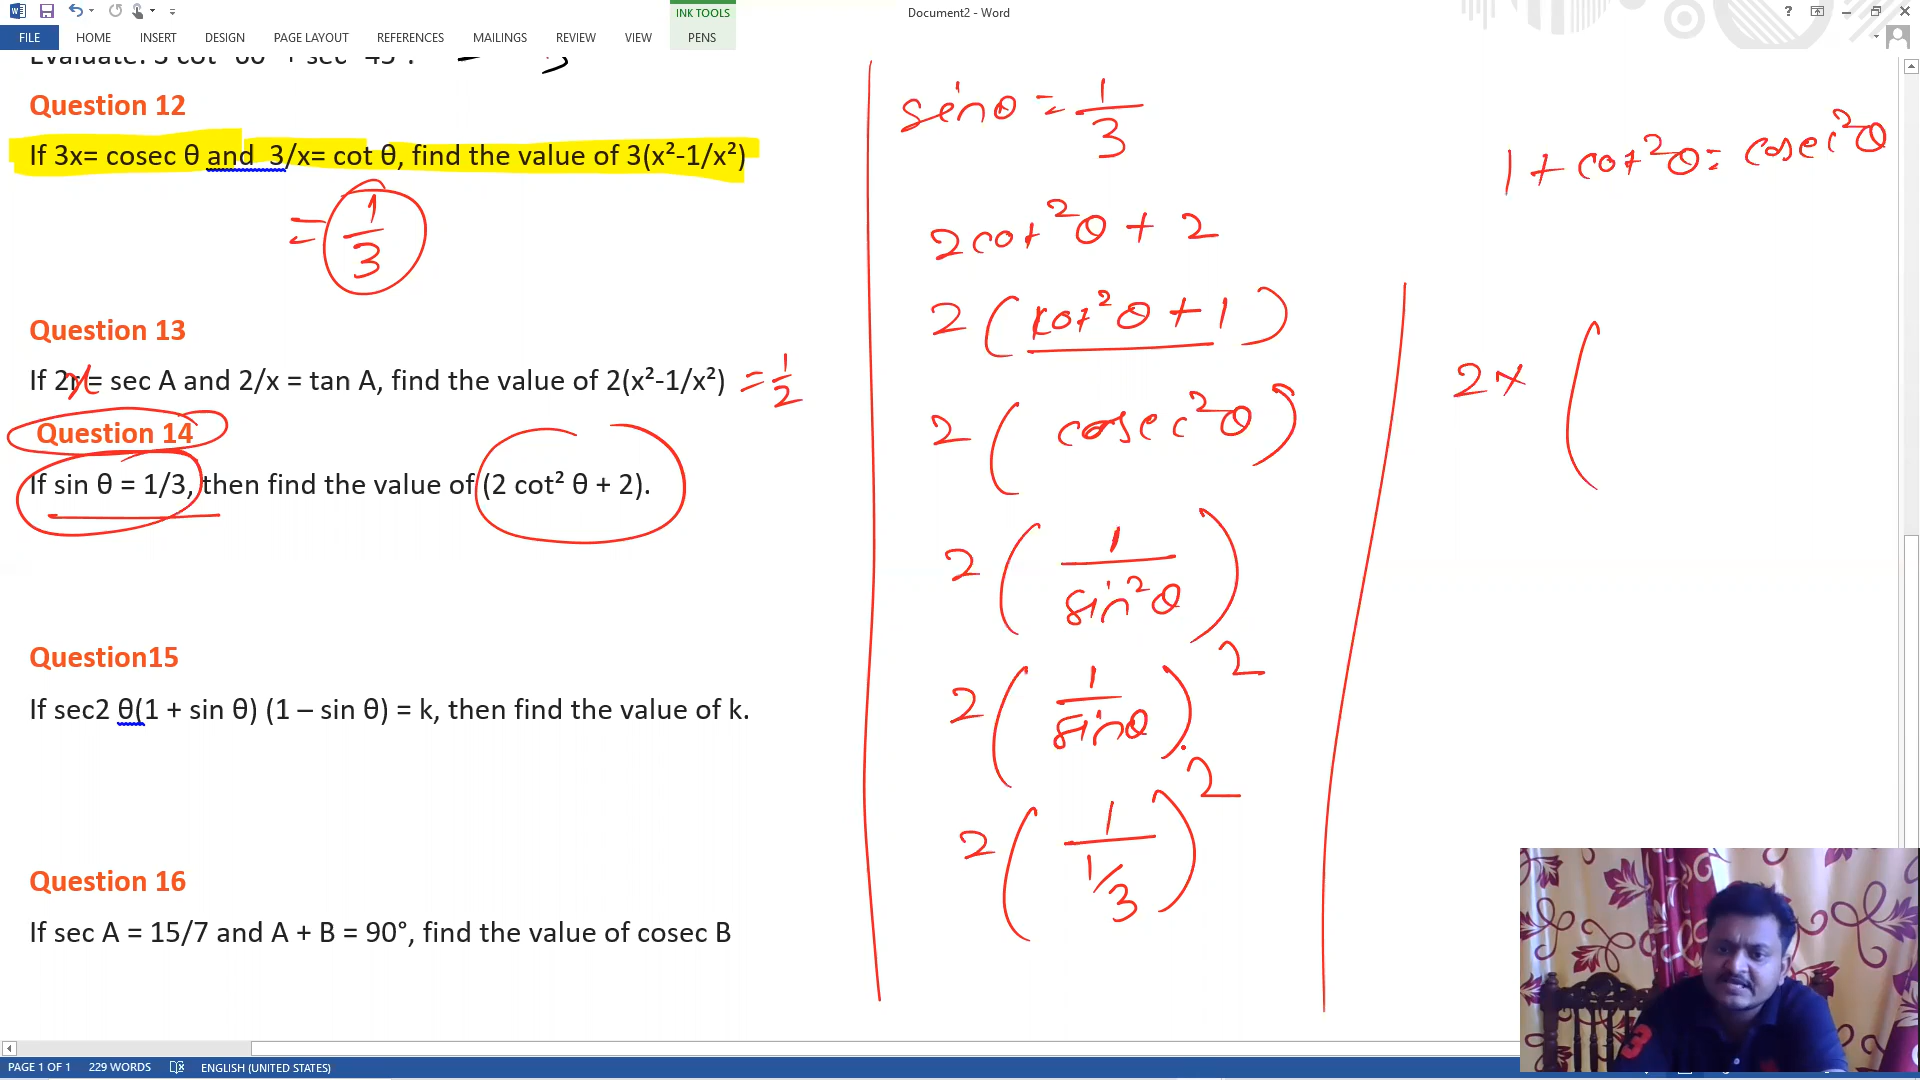 INK TOOLS
Document2 - Word
FILE HOME INSERT DESIGN PAGE LAYOUT REFERENCES MAILINGS REVIEW VIEW PENS
Question 12
If 3x= cosec θ and 3/x= cot θ, find the value of 3(x²-1/x²)
= 1/3
Question 13
If 2x = sec A and 2/x = tan A, find the value of 2(x²-1/x²) = 1/2
Question 14
If sin θ = 1/3, then find the value of (2 cot² θ + 2).
Question15
If sec2 θ(1 + sin θ) (1 – sin θ) = k, then find the value of k.
Question 16
If sec A = 15/7 and A + B = 90°, find the value of cosec B
sinθ = 1/3
2cot²θ + 2
2(cot²θ + 1)
2(cosec²θ)
2(1/sin²θ)
2(1/sinθ)²
2(1/1/3)²
1 + cot²θ = cosec²θ
2×(
3
PAGE 1 OF 1 229 WORDS ENGLISH (UNITED STATES)